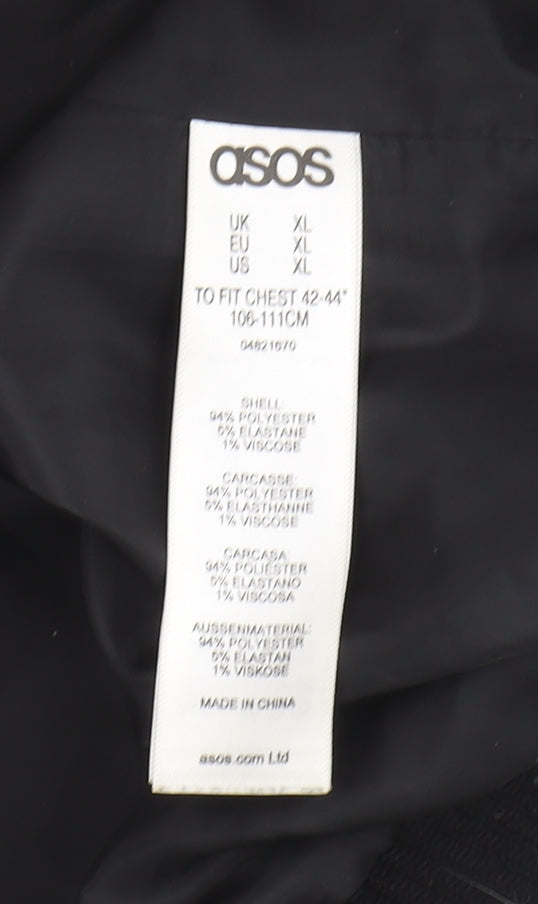 asos
UK XL
EU XL
US XL
TO FIT CHEST 42-44"
106-111CM
04821670
SHELL:
94% POLYESTER
5% ELASTANE
1% VISCOSE
CARCASSE:
94% POLYESTER
5% ELASTHANNE
1% VISCOSE
CARCASA:
94% POLIÉSTER
5% ELASTANO
1% VISCOSA
AUSSENMATERIAL:
94% POLYESTER
5% ELASTAN
1% VISKOSE
MADE IN CHINA
asos.com Ltd